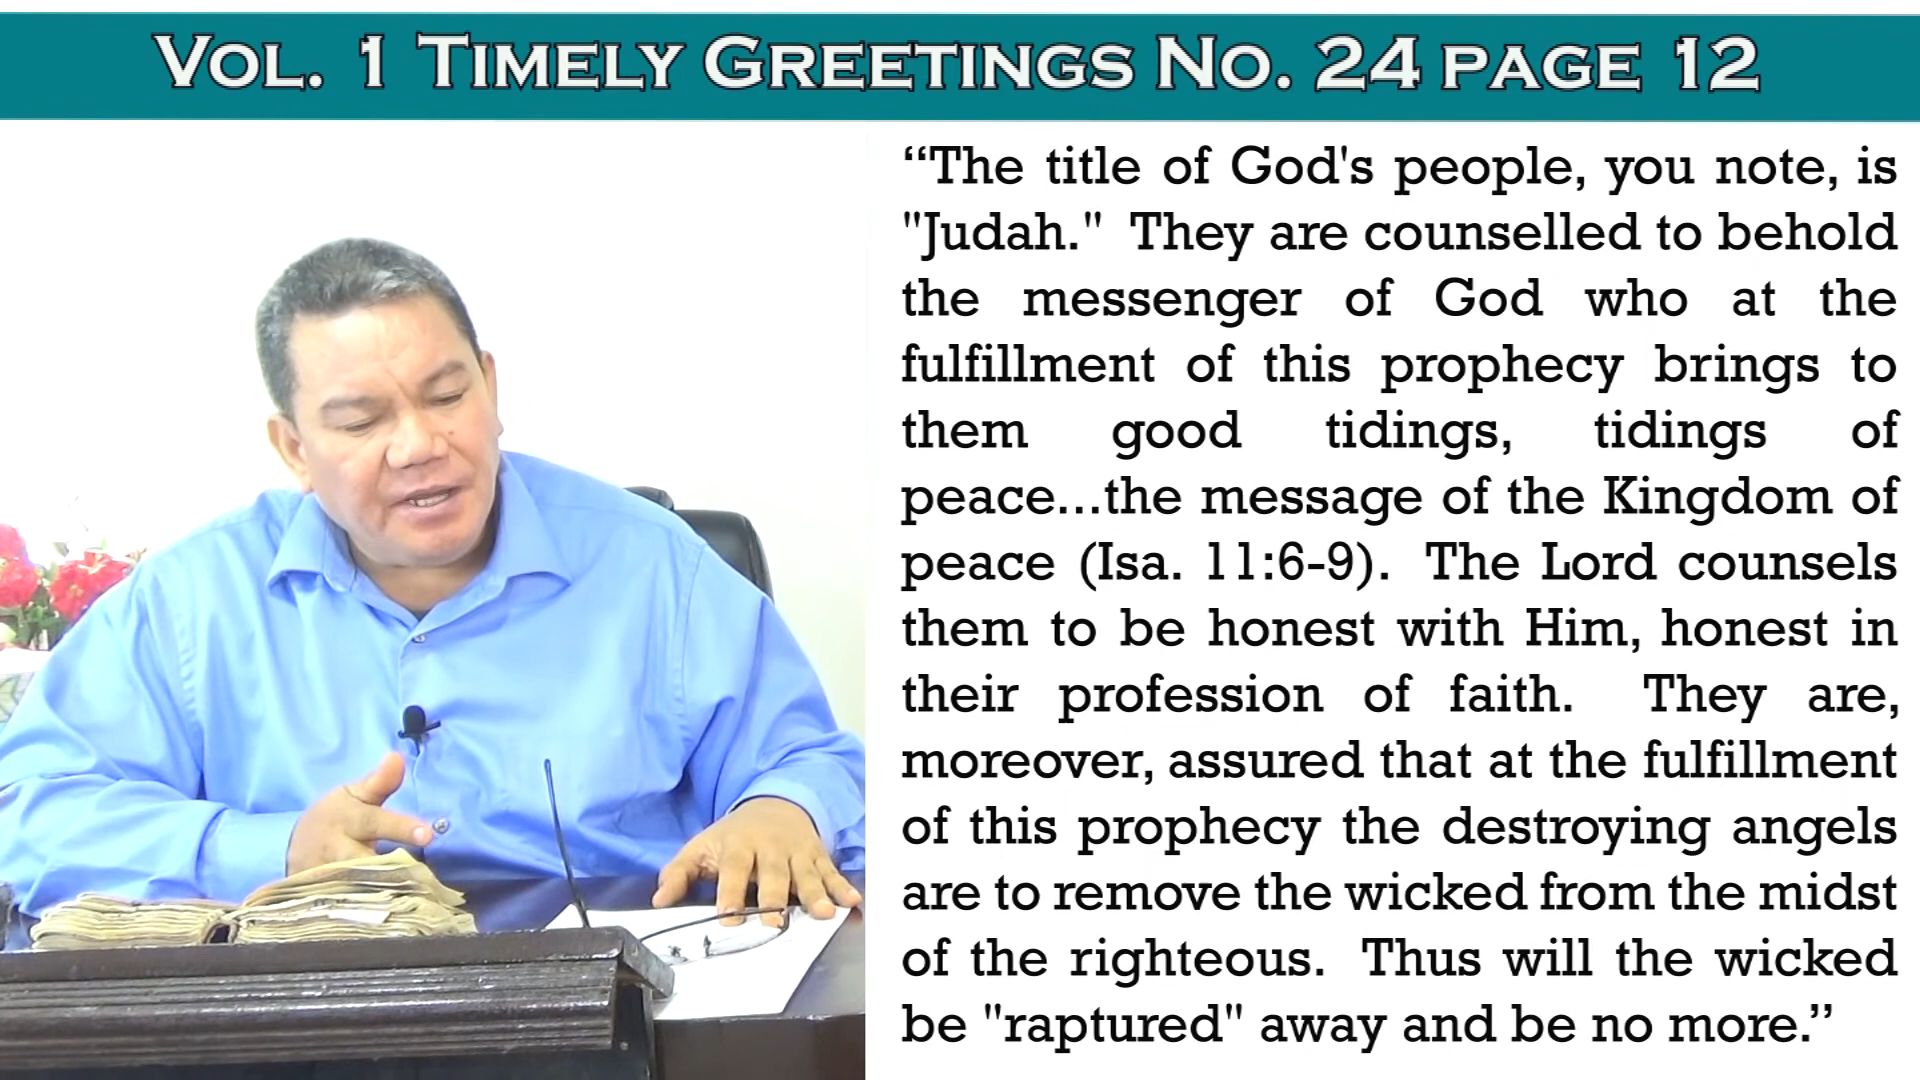 VOL. 1 TIMELY GREETINGS NO. 24 PAGE 12
“The title of God's people, you note, is
"Judah." They are counselled to behold
the messenger of God who at the
fulfillment of this prophecy brings to
them good tidings, tidings of
peace...the message of the Kingdom of
peace (Isa. 11:6-9). The Lord counsels
them to be honest with Him, honest in
their profession of faith. They are,
moreover, assured that at the fulfillment
of this prophecy the destroying angels
are to remove the wicked from the midst
of the righteous. Thus will the wicked
be "raptured" away and be no more.”